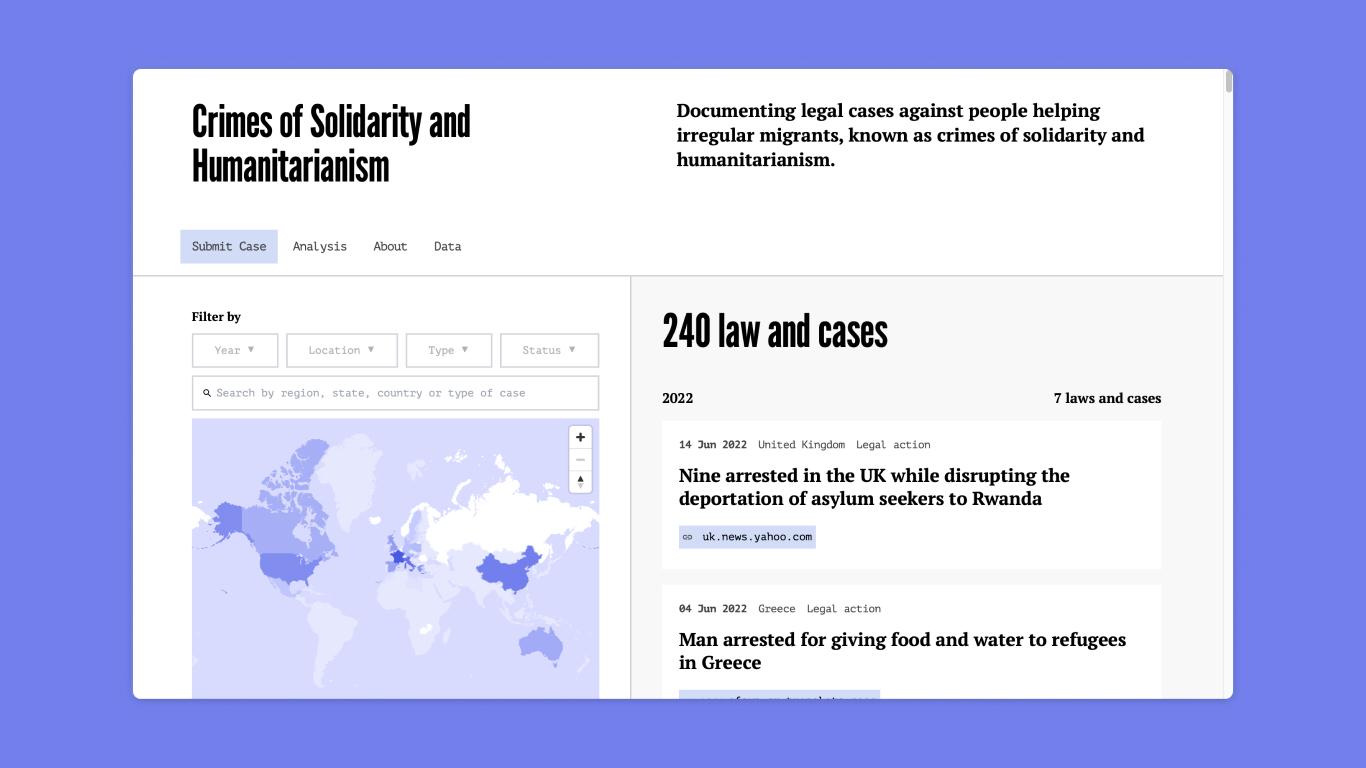 Crimes of Solidarity and
Humanitarianism
Documenting legal cases against people helping
irregular migrants, known as crimes of solidarity and
humanitarianism.
Submit Case
Analysis
About
Data
Filter by
Year ▼
Location ▼
Type ▼
Status ▼
Search by region, state, country or type of case
240 law and cases
2022
7 laws and cases
14 Jun 2022 United Kingdom Legal action
Nine arrested in the UK while disrupting the
deportation of asylum seekers to Rwanda
uk.news.yahoo.com
04 Jun 2022 Greece Legal action
Man arrested for giving food and water to refugees
in Greece